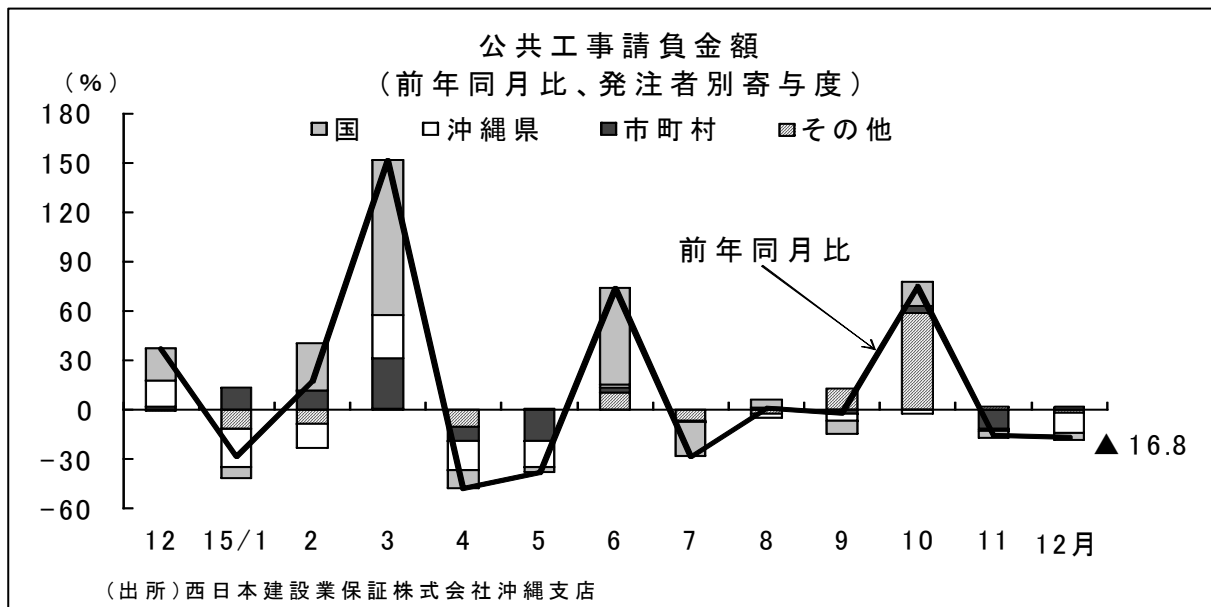 公共工事請負金額
(%)
(前年同月比、発注者別寄与度)
180
国 沖縄県 市町村 その他
150
120
90
前年同月比
60
30
0
-30
▲ 16.8
-60
12 15/1 2 3 4 5 6 7 8 9 10 11 12月
(出所)西日本建設業保証株式会社沖縄支店